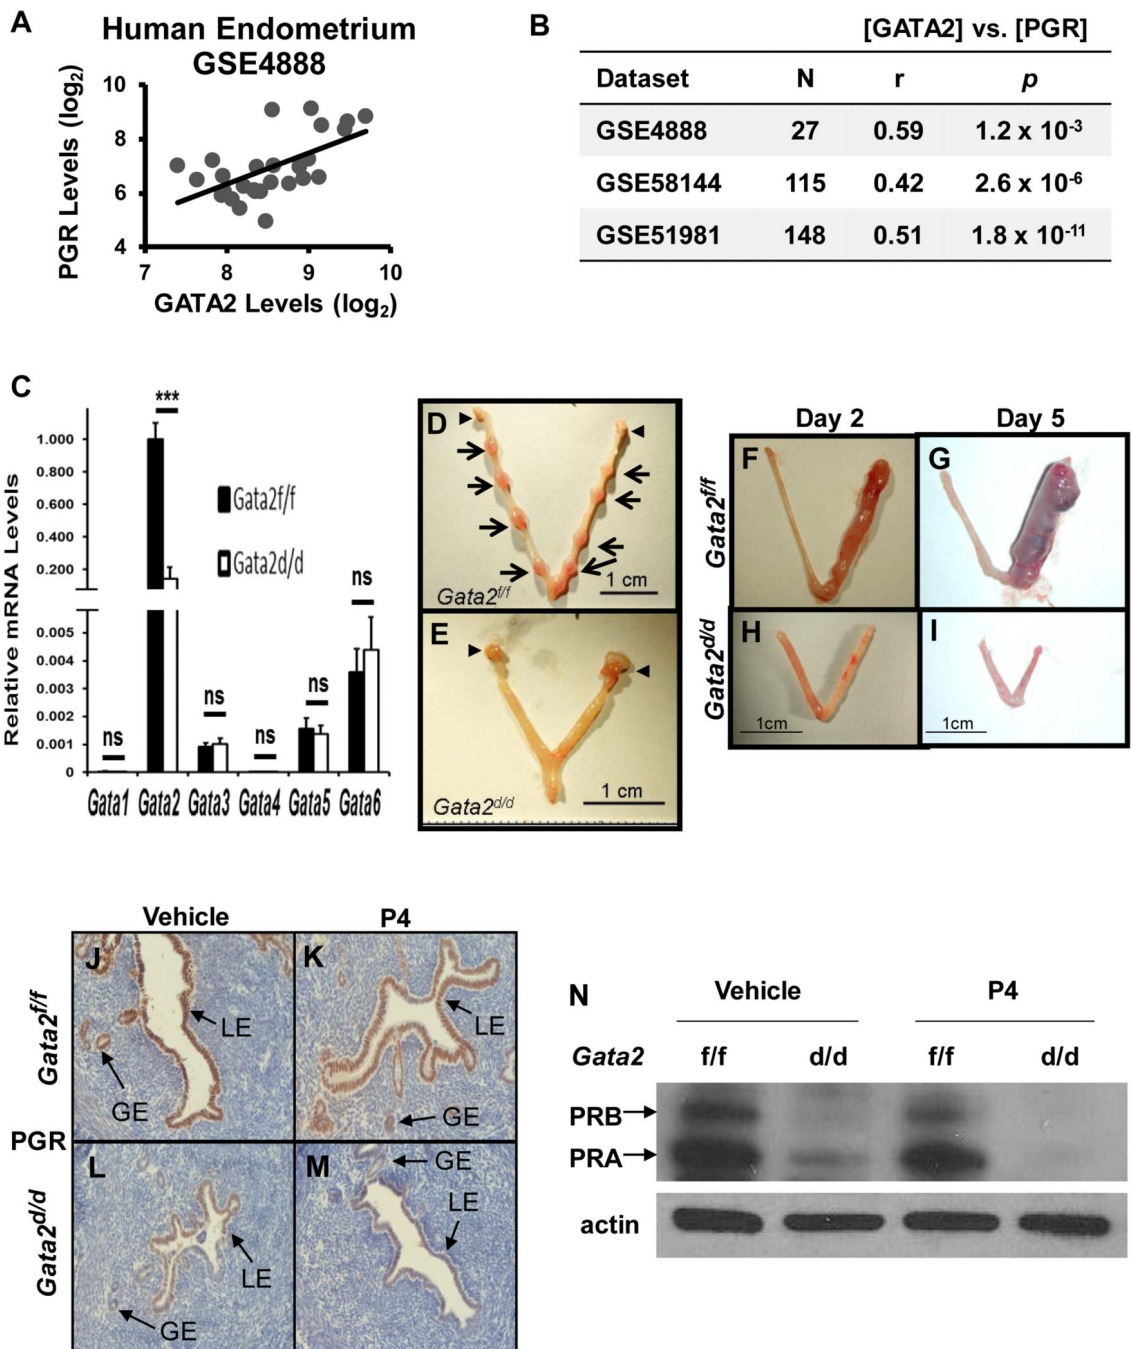 A
Human Endometrium
GSE4888
PGR Levels (log₂)
10
8
6
4
7 8 9 10
GATA2 Levels (log₂)
B
[GATA2] vs. [PGR]
Dataset N r p
GSE4888 27 0.59 1.2 x 10⁻³
GSE58144 115 0.42 2.6 x 10⁻⁶
GSE51981 148 0.51 1.8 x 10⁻¹¹
C
Relative mRNA Levels
1.000
0.800
0.600
0.400
0.200
0.005
0.004
0.003
0.002
0.001
0
***
ns
ns
ns
ns
ns
Gata2f/f
Gata2d/d
Gata1 Gata2 Gata3 Gata4 Gata5 Gata6
D
Gata2f/f
1 cm
E
Gata2d/d
1 cm
Day 2 Day 5
Gata2f/f
F
G
Gata2d/d
H
1cm
I
1cm
Vehicle P4
PGR
Gata2f/f
J
LE
GE
K
LE
GE
Gata2d/d
L
LE
GE
M
GE
LE
N
Vehicle P4
Gata2 f/f d/d f/f d/d
PRB
PRA
actin